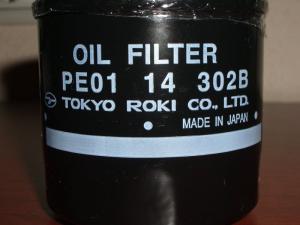 OIL FILTER
PE01 14 302B
TOKYO ROKI CO., LTD.
MADE IN JAPAN